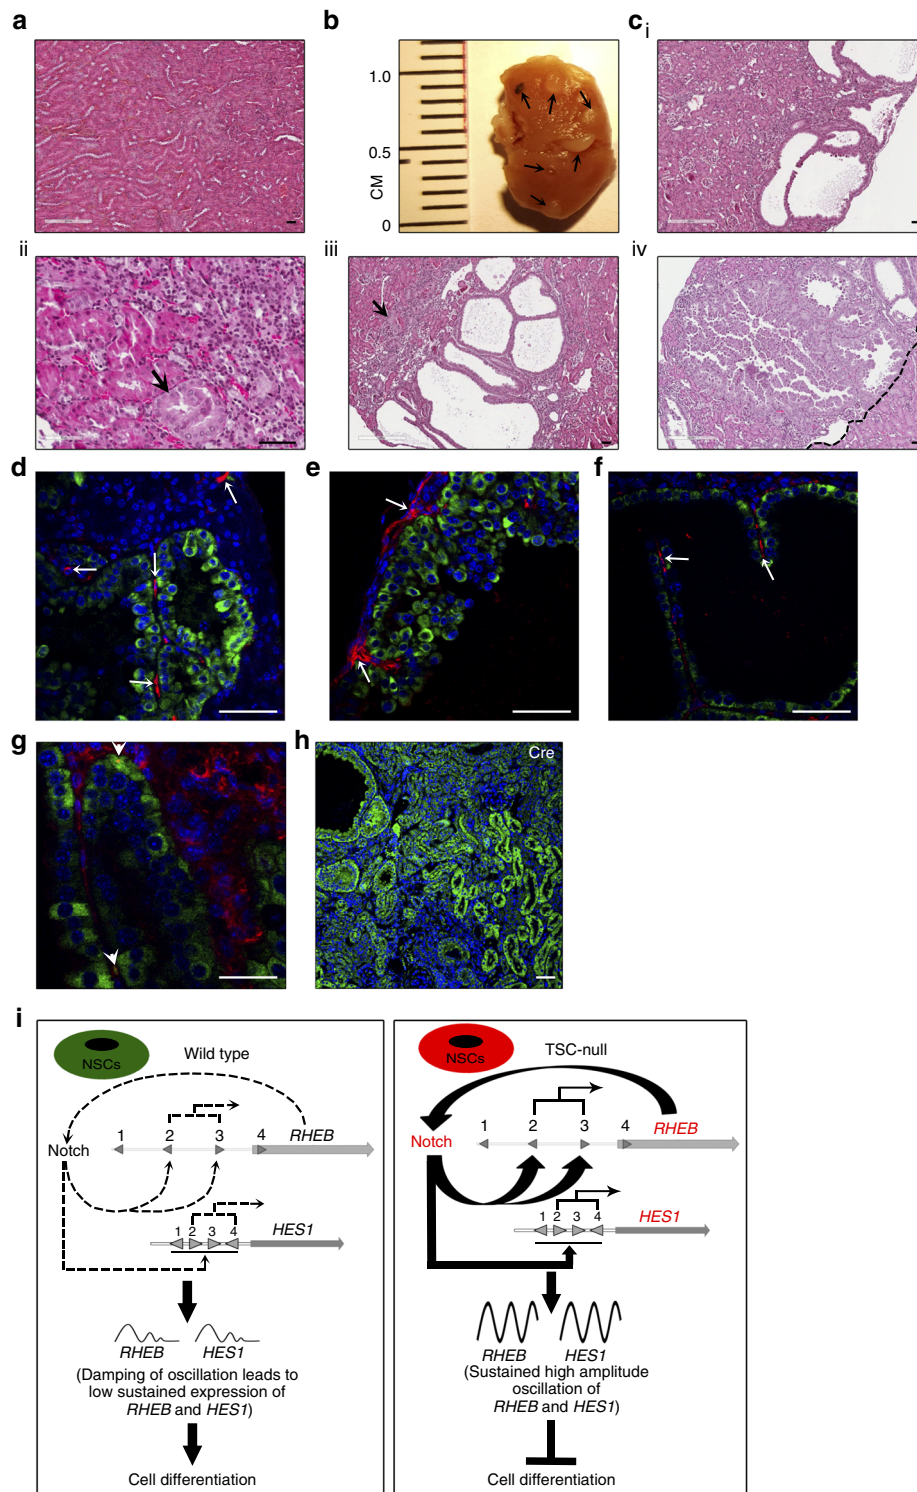 a
b
c
i
1.0
0.5
0
CM
ii
iii
iv
d
e
f
g
h
Cre
i
NSCs
Wild type
1
2
3
4
RHEB
Notch
1
2
3
4
HES1
RHEB
HES1
(Damping of oscillation leads to
low sustained expression of
RHEB and HES1)
Cell differentiation
NSCs
TSC-null
1
2
3
4
RHEB
Notch
1
2
3
4
HES1
RHEB
HES1
(Sustained high amplitude
oscillation of
RHEB and HES1)
Cell differentiation